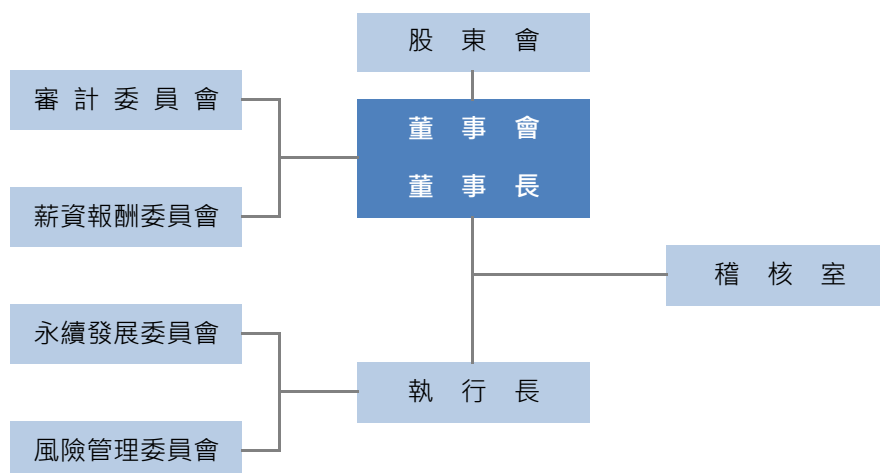 股東會
審計委員會
董事會
董事長
薪資報酬委員會
稽核室
永續發展委員會
執行長
風險管理委員會